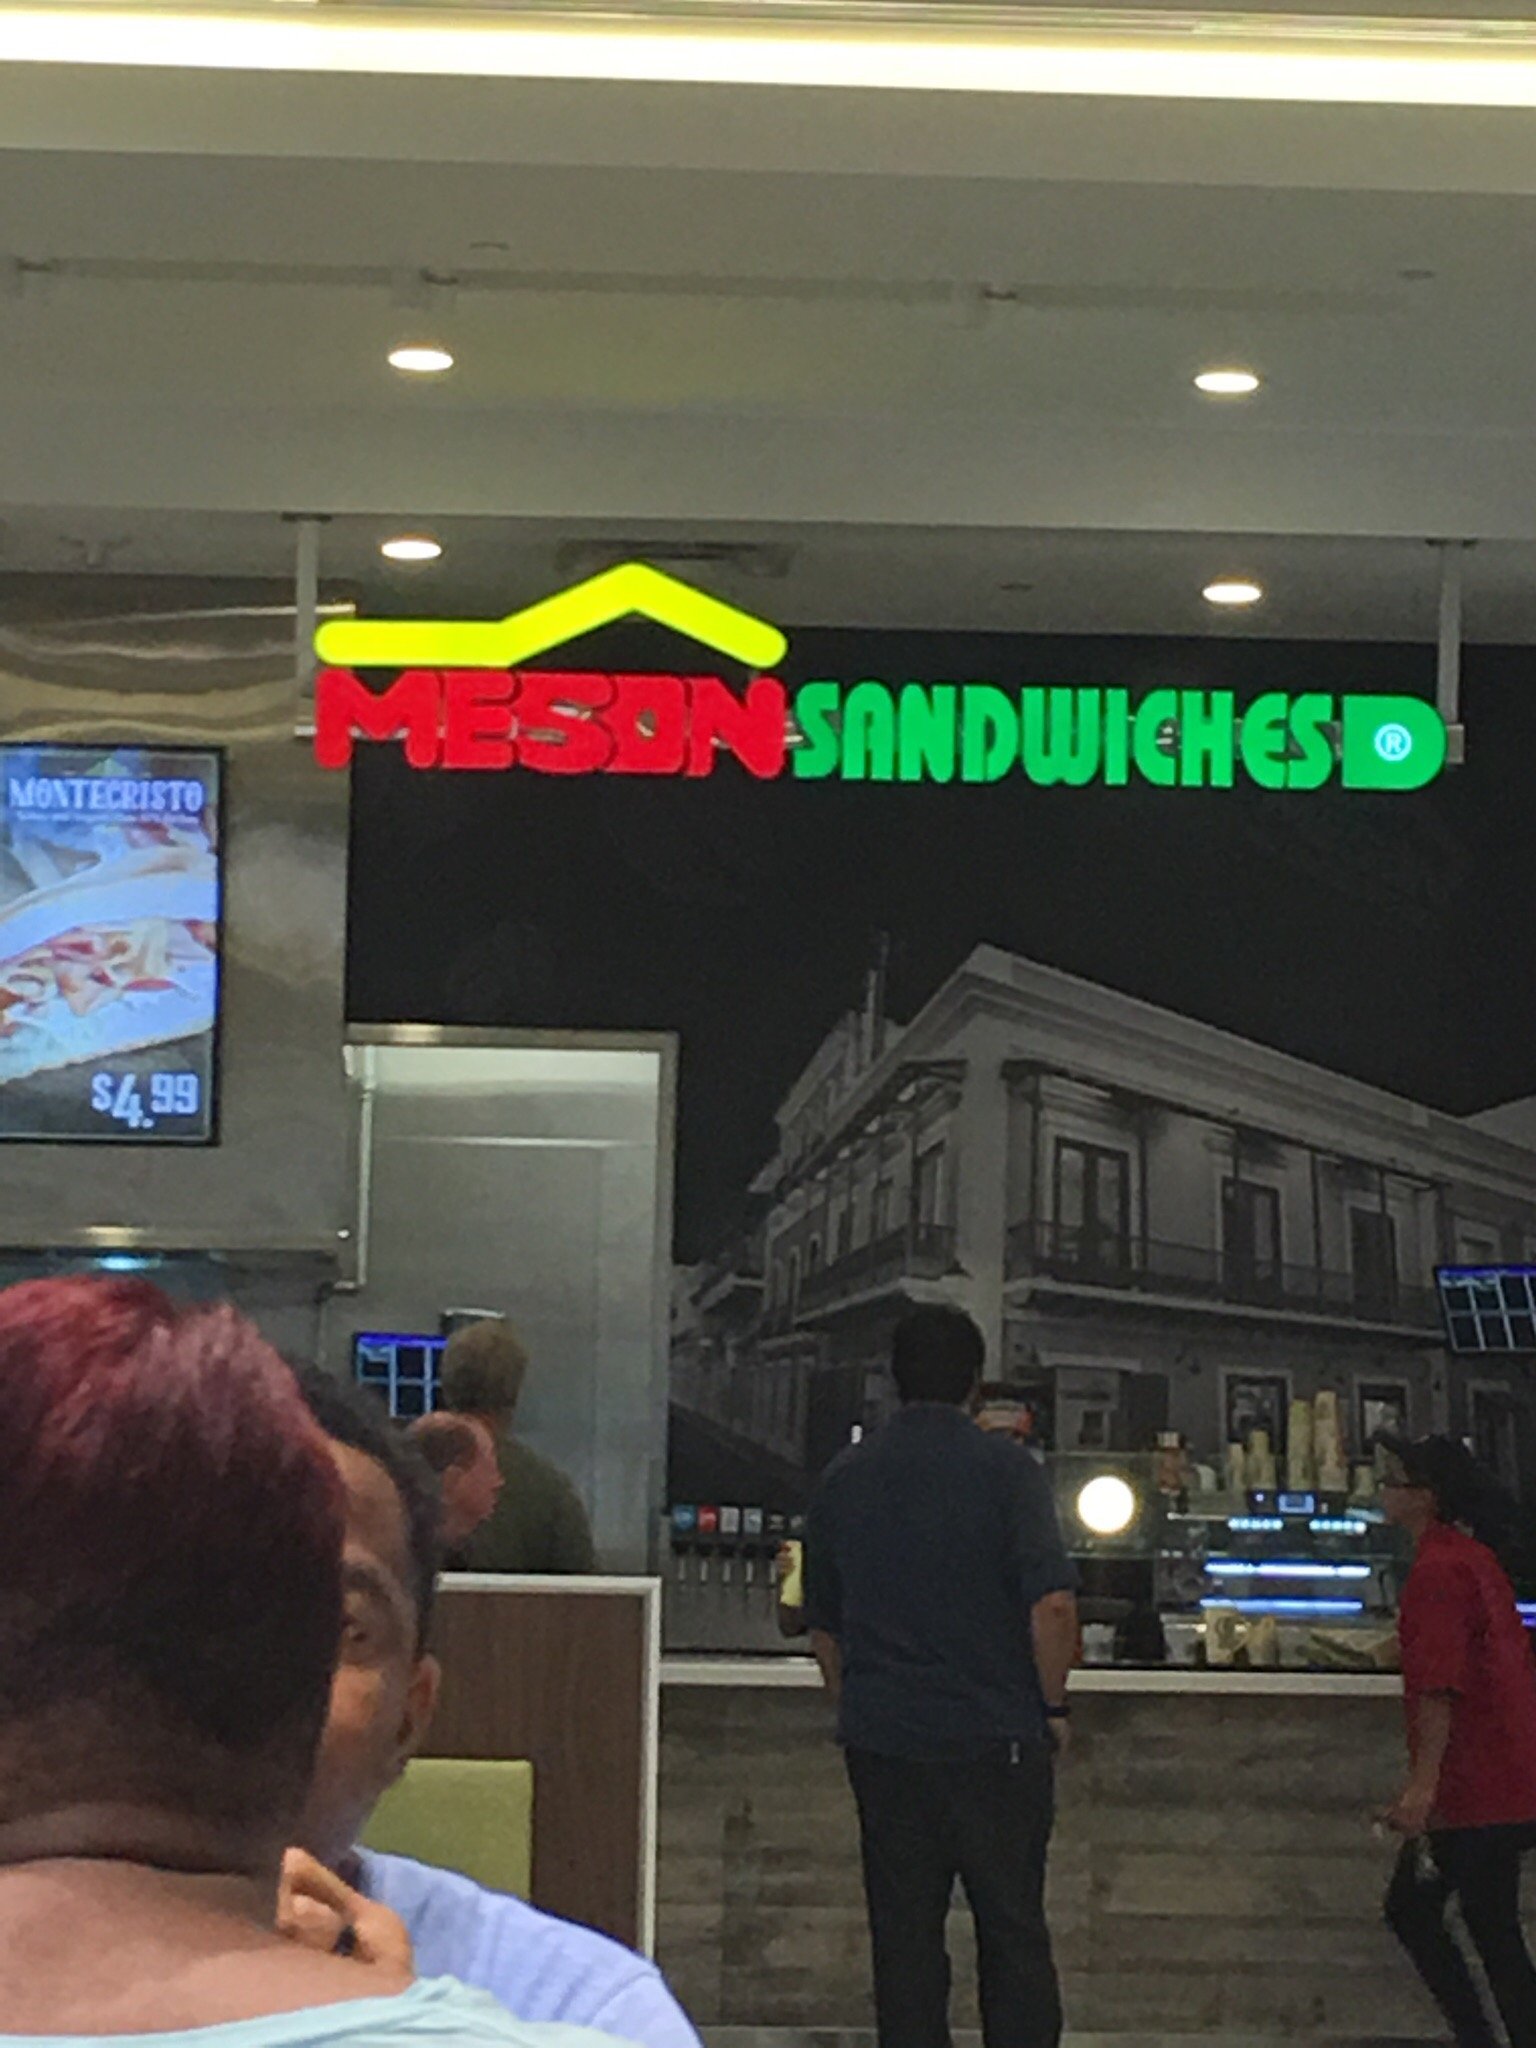 MESON SANDWICHES ®
MONTECRISTO
$4.99